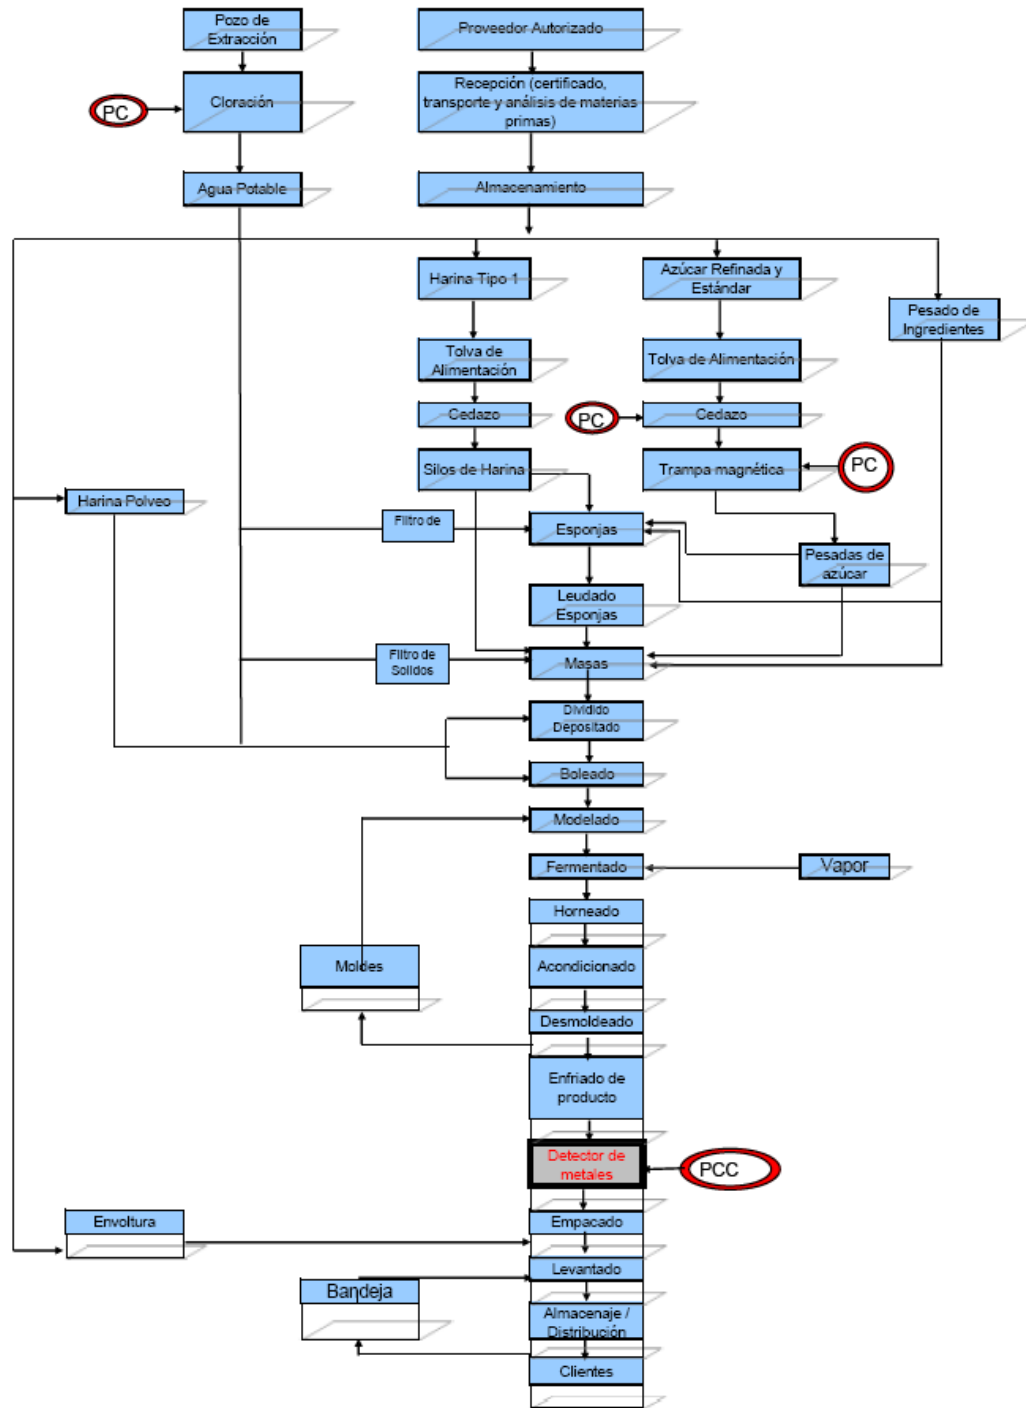 Pozo de
Extracción
Proveedor Autorizado
PC
Cloración
Recepción (certificado,
transporte y análisis de materias
primas)
Agua Potable
Almacenamiento
Harina Tipo 1
Azúcar Refinada y
Estándar
Pesado de
Ingredientes
Tolva de
Alimentación
Tolva de Alimentación
Cedazo
PC
Cedazo
Silos de Harina
Trampa magnética
PC
Harina Polveo
Filtro de
Esponjas
Pesadas de
azúcar
Leudado
Esponjas
Filtro de
Solidos
Masas
Dividido
Depositado
Boleado
Modelado
Fermentado
Vapor
Horneado
Moldes
Acondicionado
Desmoldeado
Enfriado de
producto
Detector de
metales
PCC
Envoltura
Empacado
Levantado
Bandeja
Almacenaje /
Distribución
Clientes